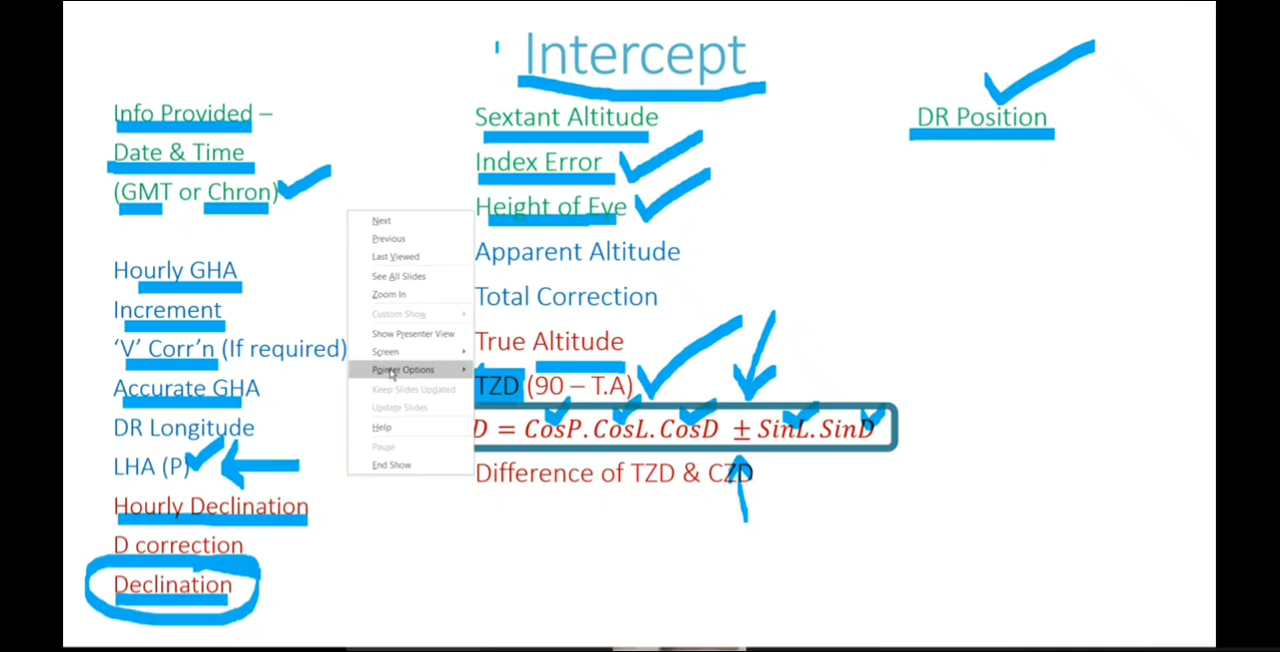 Intercept
Info Provided –
Date & Time
(GMT or Chron)
Hourly GHA
Increment
‘V’ Corr’n (If required)
Accurate GHA
DR Longitude
LHA (P)
Hourly Declination
D correction
Declination
Next
Previous
Last Viewed
See All Slides
Zoom In
Custom Show
Show Presenter View
Screen
Pointer Options
Keep Slides Updated
Update Slides
Help
Pause
End Show
Sextant Altitude
Index Error
Height of Eye
Apparent Altitude
Total Correction
True Altitude
TZD (90 – T.A)
D = CosP.CosL.CosD ± SinL.SinD
Difference of TZD & CZD
DR Position